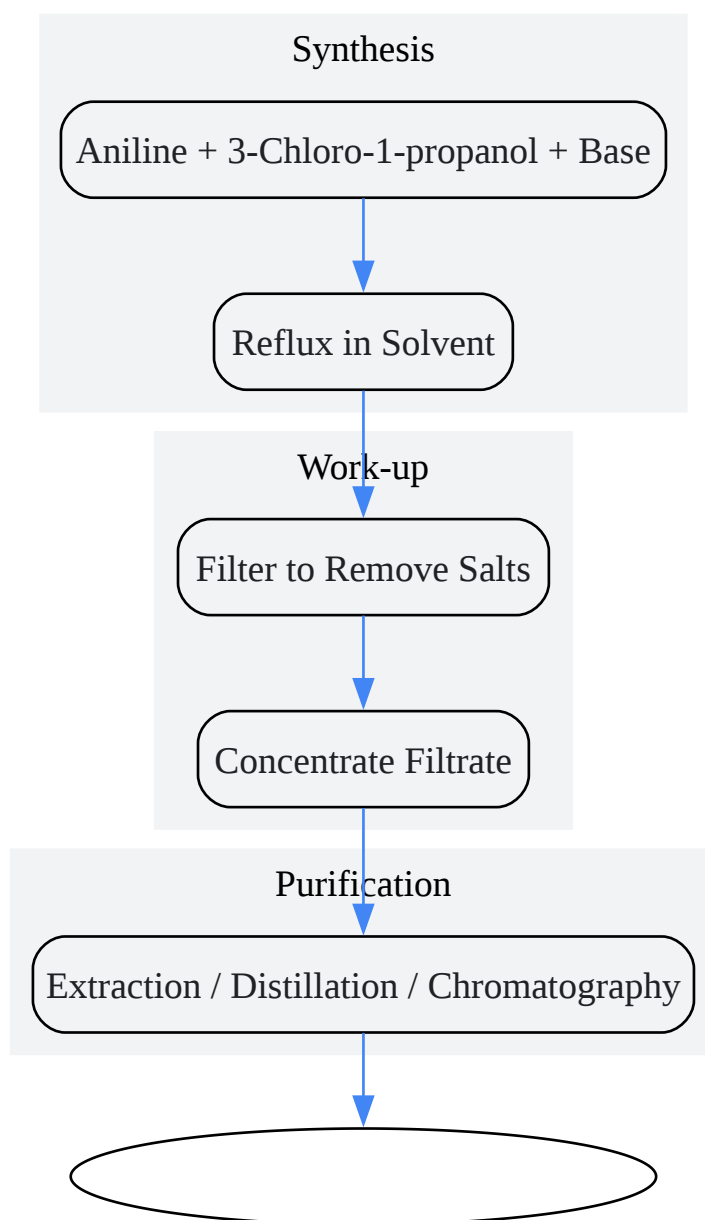 Synthesis
Aniline + 3-Chloro-1-propanol + Base
Reflux in Solvent
Work-up
Filter to Remove Salts
Concentrate Filtrate
Purification
Extraction / Distillation / Chromatography